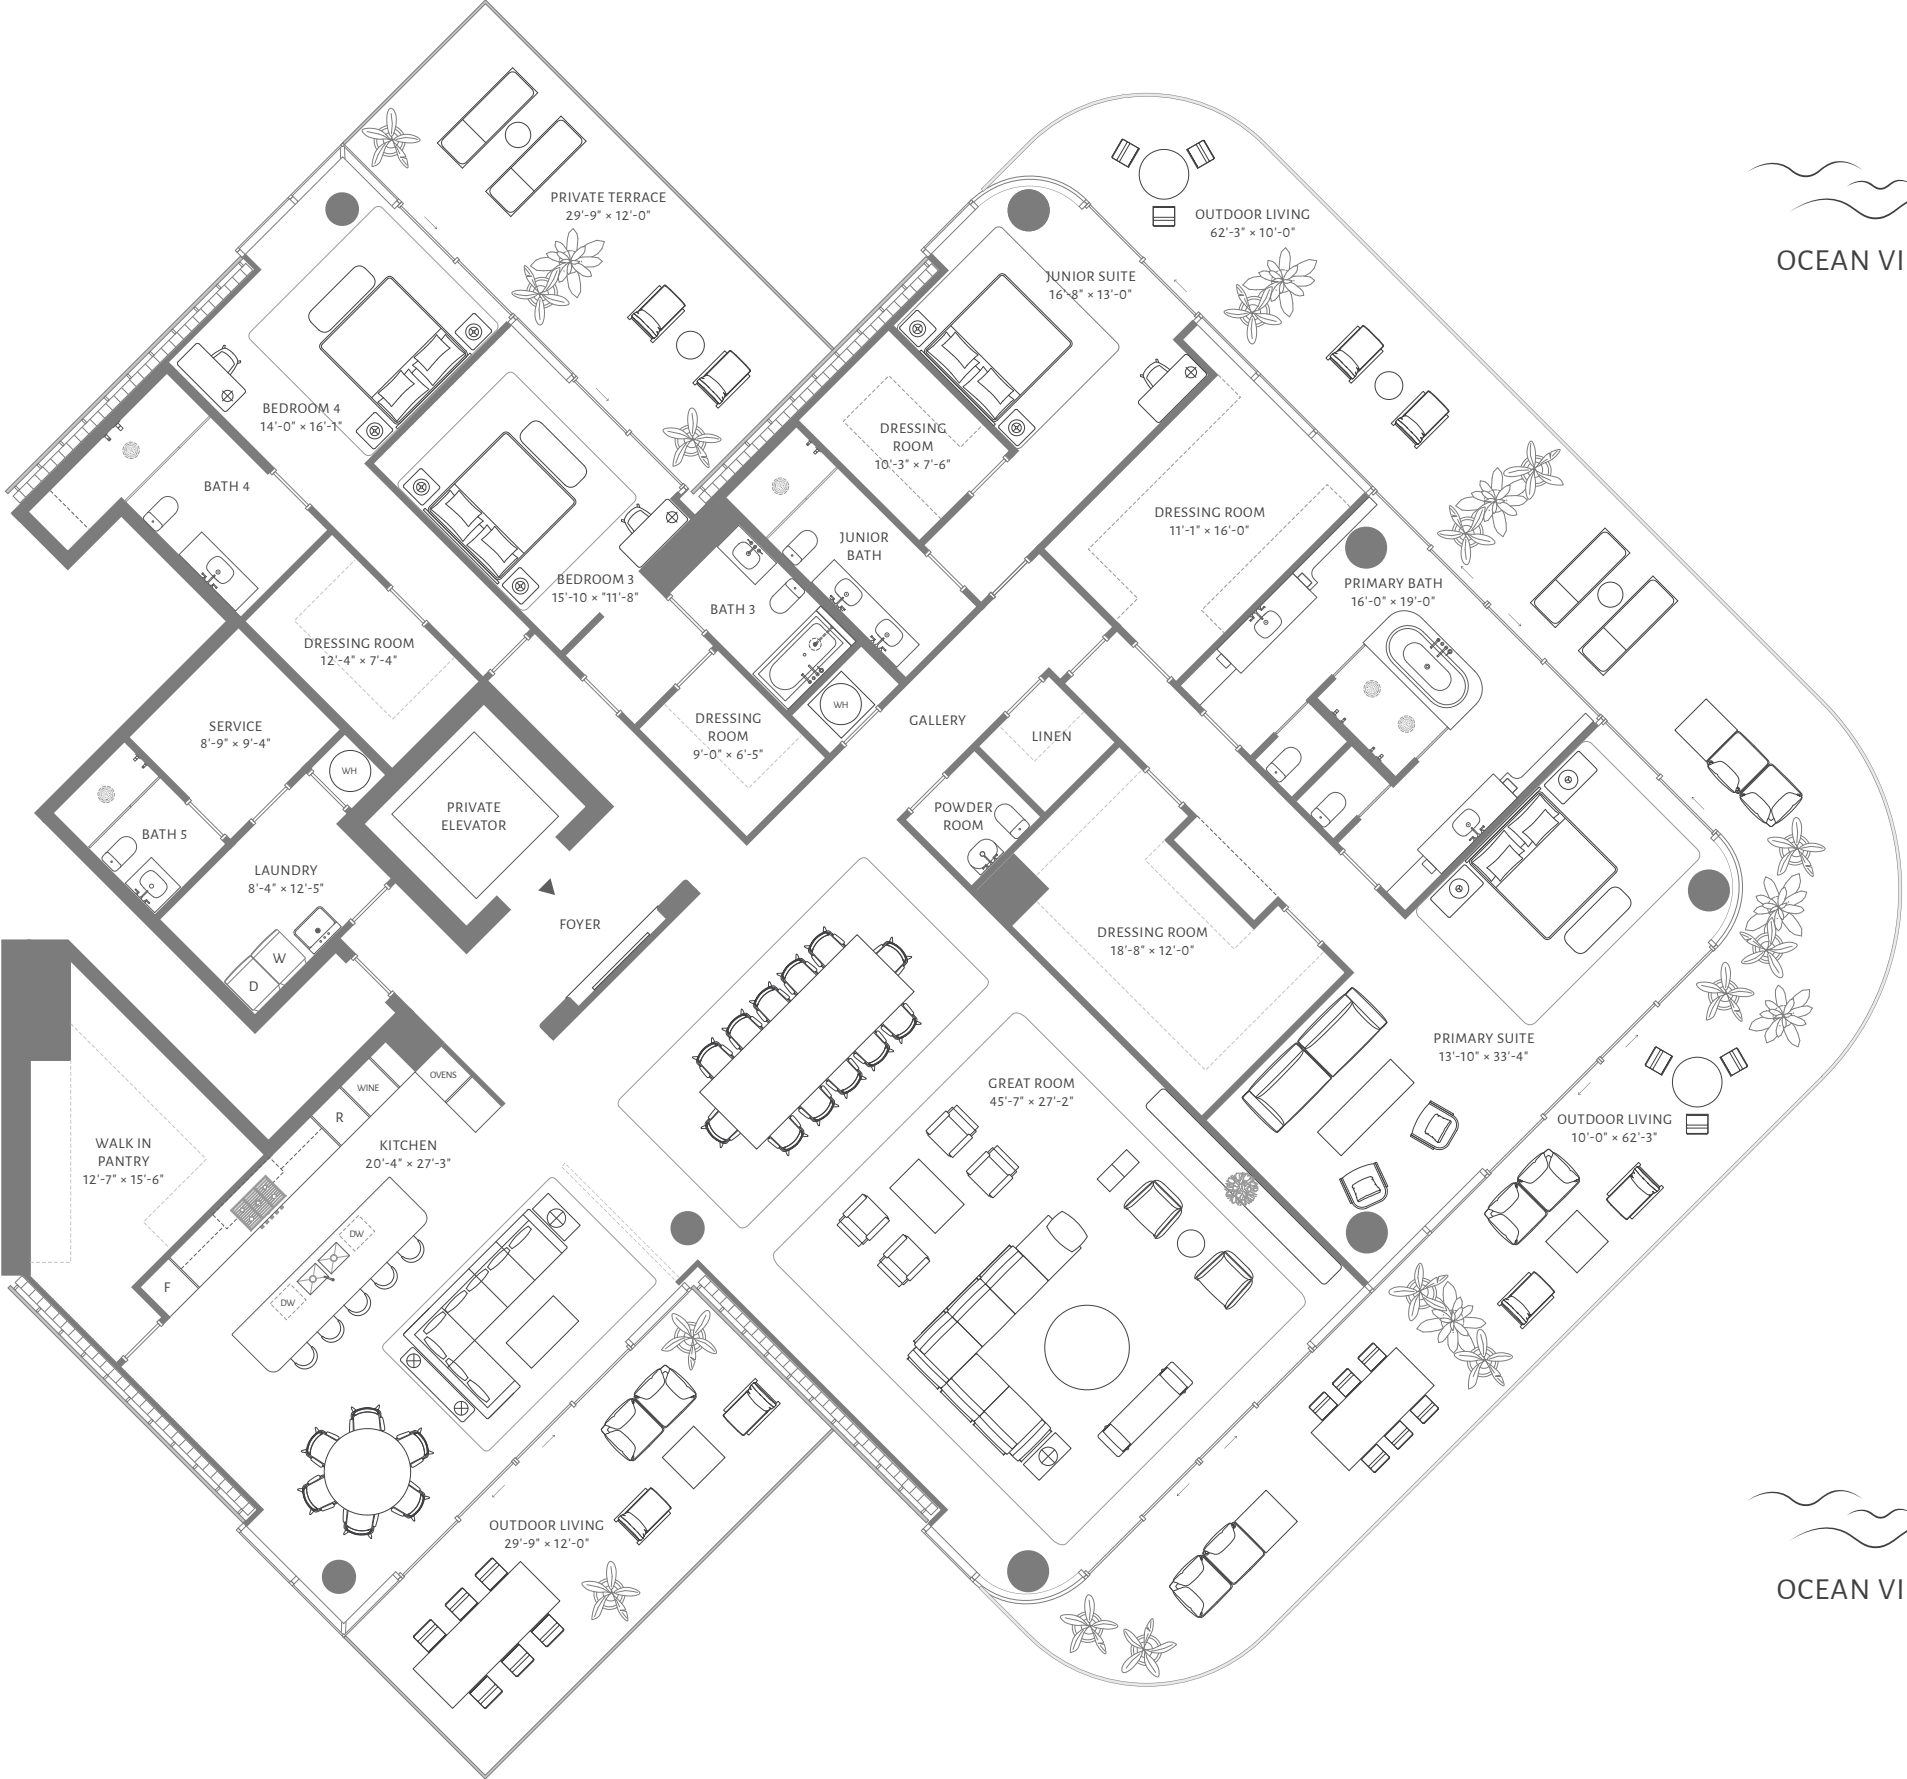 PRIVATE TERRACE
29'-9" × 12'-0"
OUTDOOR LIVING
62'-3" × 10'-0"
OCEAN VI
JUNIOR SUITE
16'-8" × 13'-0"
BEDROOM 4
14'-0" × 16'-1"
DRESSING
ROOM
10'-3" × 7'-6"
BATH 4
DRESSING ROOM
11'-1" × 16'-0"
JUNIOR
BATH
BEDROOM 3
15'-10 × "11'-8"
PRIMARY BATH
16'-0" × 19'-0"
BATH 3
DRESSING ROOM
12'-4" × 7'-4"
WH
SERVICE
8'-9" × 9'-4"
DRESSING
ROOM
9'-0" × 6'-5"
GALLERY
LINEN
WH
PRIVATE
ELEVATOR
POWDER
ROOM
BATH 5
LAUNDRY
8'-4" × 12'-5"
FOYER
DRESSING ROOM
18'-8" × 12'-0"
W
D
PRIMARY SUITE
13'-10" × 33'-4"
OVENS
WINE
R
GREAT ROOM
45'-7" × 27'-2"
OUTDOOR LIVING
10'-0" × 62'-3"
WALK IN
PANTRY
12'-7" × 15'-6"
KITCHEN
20'-4" × 27'-3"
DW
F
DW
OUTDOOR LIVING
29'-9" × 12'-0"
OCEAN VI